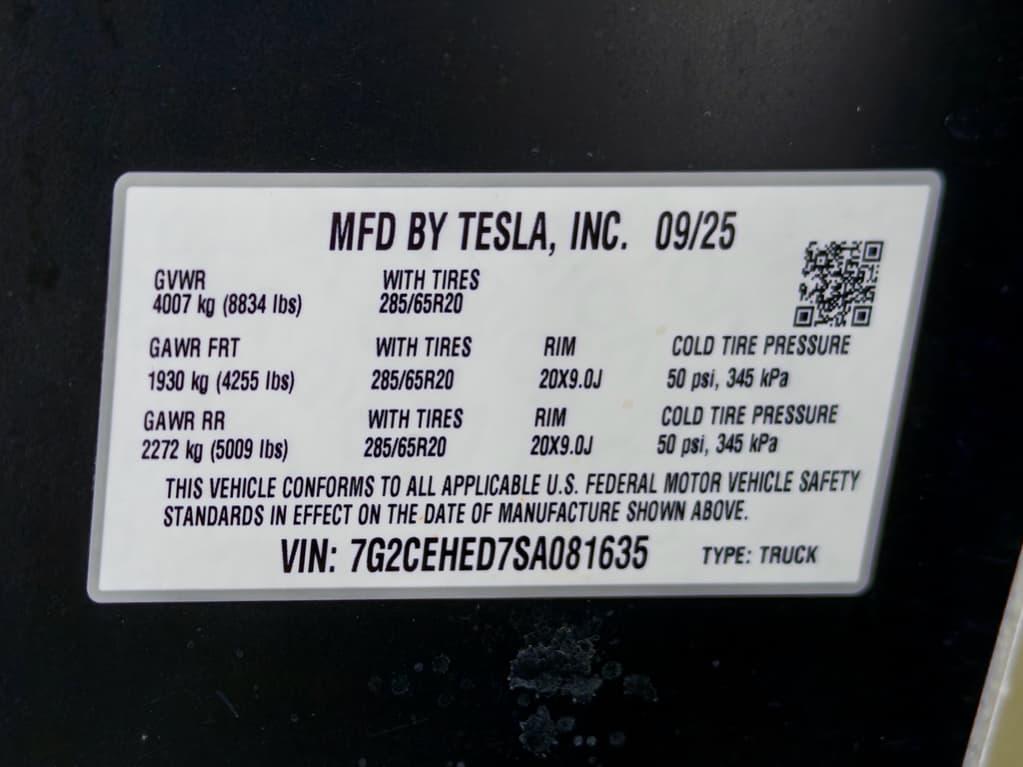 MFD BY TESLA, INC. 09/25
GVWR WITH TIRES
4007 kg (8834 lbs) 285/65R20
GAWR FRT WITH TIRES RIM COLD TIRE PRESSURE
1930 kg (4255 lbs) 285/65R20 20X9.0J 50 psi, 345 kPa
GAWR RR WITH TIRES RIM COLD TIRE PRESSURE
2272 kg (5009 lbs) 285/65R20 20X9.0J 50 psi, 345 kPa
THIS VEHICLE CONFORMS TO ALL APPLICABLE U.S. FEDERAL MOTOR VEHICLE SAFETY
STANDARDS IN EFFECT ON THE DATE OF MANUFACTURE SHOWN ABOVE.
VIN: 7G2CEHED7SA081635 TYPE: TRUCK